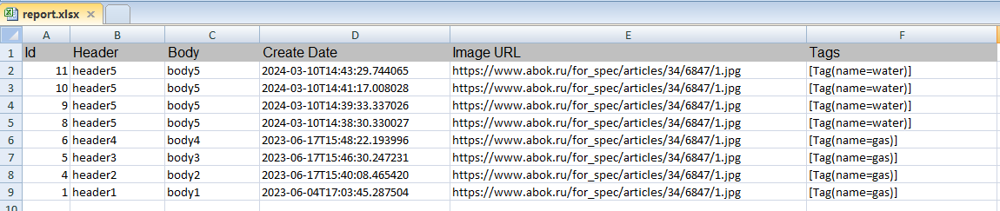 report.xlsx
A B C D E F
1 Id Header Body Create Date Image URL Tags
2 11 header5 body5 2024-03-10T14:43:29.744065 https://www.abok.ru/for_spec/articles/34/6847/1.jpg [Tag(name=water)]
3 10 header5 body5 2024-03-10T14:41:17.008028 https://www.abok.ru/for_spec/articles/34/6847/1.jpg [Tag(name=water)]
4 9 header5 body5 2024-03-10T14:39:33.337026 https://www.abok.ru/for_spec/articles/34/6847/1.jpg [Tag(name=water)]
5 8 header5 body5 2024-03-10T14:38:30.330027 https://www.abok.ru/for_spec/articles/34/6847/1.jpg [Tag(name=water)]
6 6 header4 body4 2023-06-17T15:48:22.193996 https://www.abok.ru/for_spec/articles/34/6847/1.jpg [Tag(name=gas)]
7 5 header3 body3 2023-06-17T15:46:30.247231 https://www.abok.ru/for_spec/articles/34/6847/1.jpg [Tag(name=gas)]
8 4 header2 body2 2023-06-17T15:40:08.465420 https://www.abok.ru/for_spec/articles/34/6847/1.jpg [Tag(name=gas)]
9 1 header1 body1 2023-06-04T17:03:45.287504 https://www.abok.ru/for_spec/articles/34/6847/1.jpg [Tag(name=gas)]
10